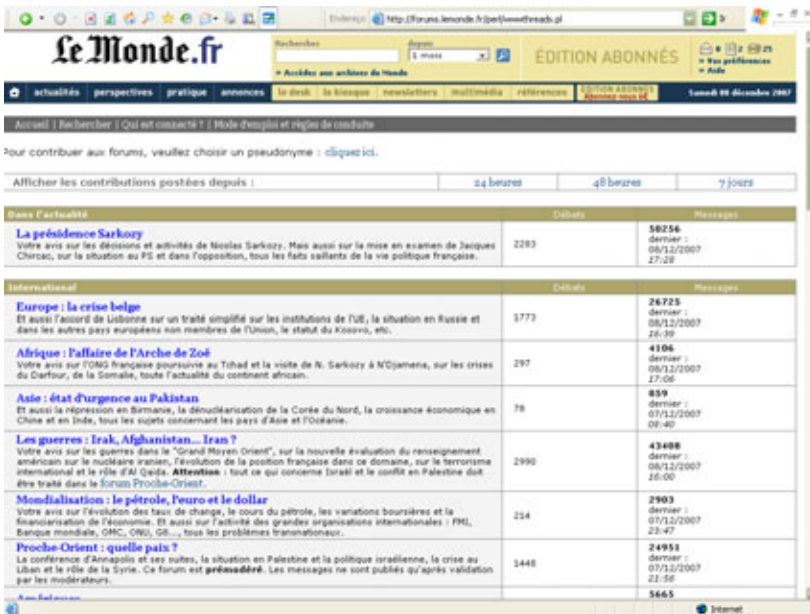 Endereço http://forums.lemonde.fr/perl/wwwthreads.pl
Le Monde.fr
Recherchez
depuis
1 mois
» Accédez aux archives du Monde
ÉDITION ABONNÉS
6 2 25
» Vos préférences
» Aide
actualités perspectives pratique annonces le desk le kiosque newsletters multimédia références ÉDITION ABONNÉS
Abonnez-vous 6€
Samedi 08 décembre 2007
Accueil | Rechercher | Qui est connecté ? | Mode d'emploi et règles de conduite
Pour contribuer aux forums, veuillez choisir un pseudonyme : cliquez ici.
Afficher les contributions postées depuis : 24 heures 48 heures 7 jours
Dans l'actualité Débats Messages
La présidence Sarkozy
Votre avis sur les décisions et activités de Nicolas Sarkozy. Mais aussi sur la mise en examen de Jacques
Chircac, sur la situation au PS et dans l'opposition, tous les faits saillants de la vie politique française.
2283
58256
dernier :
08/12/2007
17:28
International Débats Messages
Europe : la crise belge
Et aussi l'accord de Lisbonne sur un traité simplifié sur les institutions de l'UE, la situation en Russie et
dans les autres pays européens non membres de l'Union, le statut du Kosovo, etc.
1773
26725
dernier :
08/12/2007
16:39
Afrique : l'affaire de l'Arche de Zoé
Votre avis sur l'ONG française poursuivie au Tchad et la visite de N. Sarkozy à N'Djamena, sur les crises
du Darfour, de la Somalie, toute l'actualité du continent africain.
297
4106
dernier :
08/12/2007
17:06
Asie : état d'urgence au Pakistan
Et aussi la répression en Birmanie, la dénucléarisation de la Corée du Nord, la croissance économique en
Chine et en Inde, tous les sujets concernant les pays d'Asie et l'Océanie.
78
859
dernier :
07/12/2007
08:40
Les guerres : Irak, Afghanistan... Iran ?
Votre avis sur les guerres dans le "Grand Moyen Orient", sur la nouvelle évaluation du renseignement
américain sur le nucléaire iranien, l'évolution de la position française dans ce domaine, sur le terrorisme
international et le rôle d'Al Qaida. Attention : tout ce qui concerne Israël et le conflit en Palestine doit
être traité dans le forum Proche-Orient.
2990
43408
dernier :
08/12/2007
16:00
Mondialisation : le pétrole, l'euro et le dollar
Votre avis sur l'évolution des taux de change, le cours du pétrole, les variations boursières et la
financiarisation de l'économie. Et aussi sur l'activité des grandes organisations internationales : FMI,
Banque mondiale, OMC, ONU, G8..., tous les problèmes transnationaux.
214
2903
dernier :
07/12/2007
23:47
Proche-Orient : quelle paix ?
La conférence d'Annapolis et ses suites, la situation en Palestine et la politique israélienne, la crise au
Liban et le rôle de la Syrie. Ce forum est prémodéré. Les messages ne sont publiés qu'après validation
par les modérateurs.
1448
24951
dernier :
07/12/2007
21:56
Amériques
5665
Internet